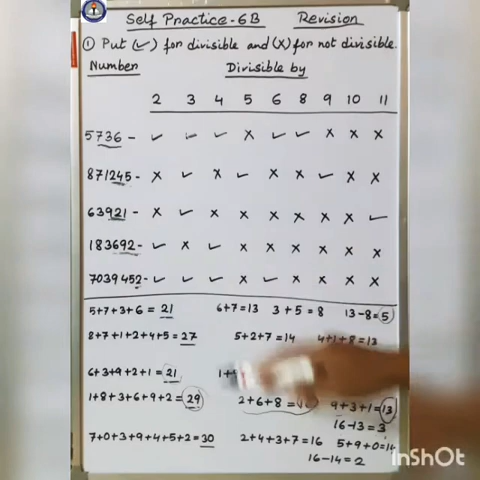 Self Practice-6B Revision
① Put (✓) for divisible and (x) for not divisible.
Number Divisible by
2 3 4 5 6 8 9 10 11
5736 - ✓ ✓ ✓ x ✓ ✓ x x x
871245 - x ✓ x ✓ x x ✓ x x
63921 - x ✓ x x x x x x ✓
183692 - ✓ x ✓ x x x x x x
7039452 - ✓ ✓ ✓ x ✓ x x x x
5+7+3+6 = 21 6+7=13 3+5=8 13-8=5
8+7+1+2+4+5=27 5+2+7=14 4+1+8=13
6+3+9+2+1=21
1+8+3+6+9+2=29 2+6+8= 9+3+1=13
16-13=3
7+0+3+9+4+5+2=30 2+4+3+7=16 5+9+0=14
16-14=2
InShOt